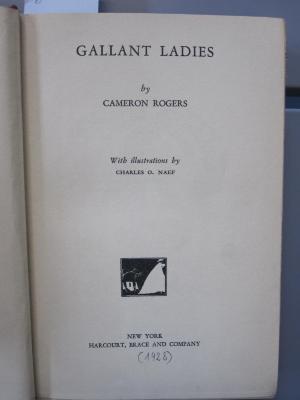 GALLANT LADIES
by
CAMERON ROGERS
With illustrations by
CHARLES O. NAEF
NEW YORK
HARCOURT, BRACE AND COMPANY
(1928)